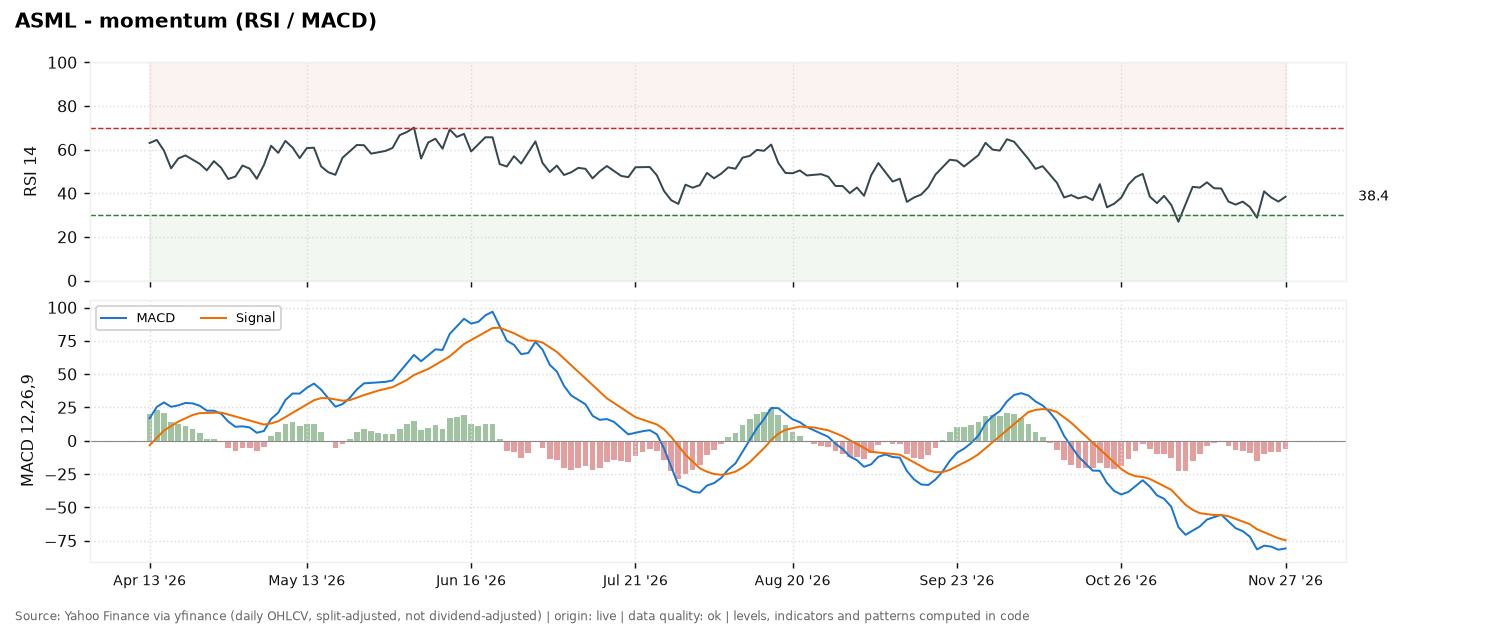 ASML - momentum (RSI / MACD)
100
80
60
40
20
0
RSI 14
38.4
MACD
Signal
100
75
50
25
0
−25
−50
−75
MACD 12,26,9
Apr 13 '26
May 13 '26
Jun 16 '26
Jul 21 '26
Aug 20 '26
Sep 23 '26
Oct 26 '26
Nov 27 '26
Source: Yahoo Finance via yfinance (daily OHLCV, split-adjusted, not dividend-adjusted) | origin: live | data quality: ok | levels, indicators and patterns computed in code